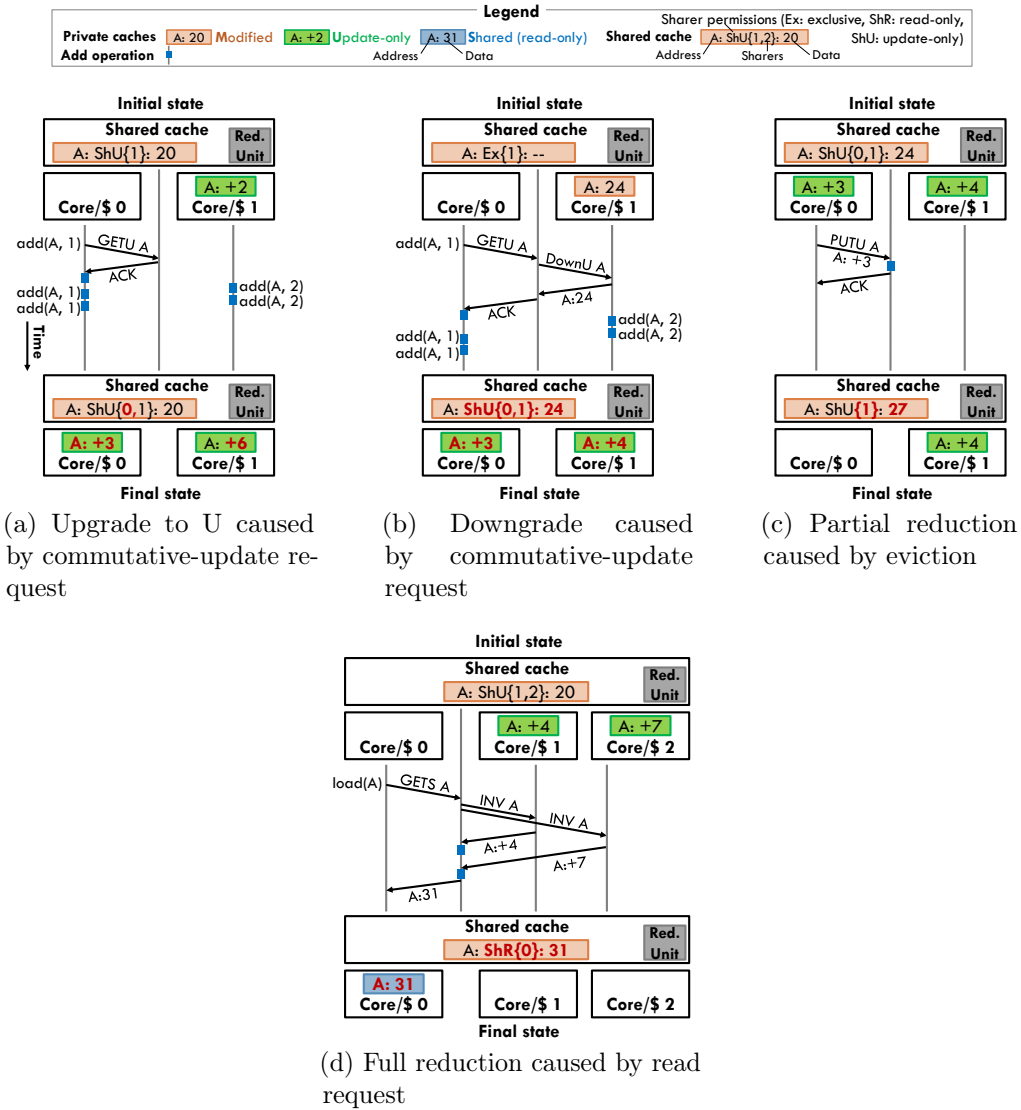 Legend
Private caches A: 20 Modified A: +2 Update-only A: 31 Shared (read-only)
Add operation
Address Data
Sharer permissions (Ex: exclusive, ShR: read-only,
ShU: update-only)
Shared cache A: ShU{1,2}: 20
Address Sharers Data
Initial state
Shared cache
A: ShU{1}: 20
Red.
Unit
A: +2
Core/$ 0 Core/$ 1
add(A, 1) GETU A
ACK
add(A, 1) add(A, 2)
add(A, 1) add(A, 2)
Time
Shared cache
A: ShU{0,1}: 20
Red.
Unit
A: +3 A: +6
Core/$ 0 Core/$ 1
Final state
(a) Upgrade to U caused
by commutative-update re-
quest
Initial state
Shared cache
A: Ex{1}: --
Red.
Unit
A: 24
Core/$ 0 Core/$ 1
add(A, 1) GETU A
DownU A
A:24
ACK
add(A, 2)
add(A, 1) add(A, 2)
add(A, 1)
Shared cache
A: ShU{0,1}: 24
Red.
Unit
A: +3 A: +4
Core/$ 0 Core/$ 1
Final state
(b) Downgrade caused
by commutative-update
request
Initial state
Shared cache
A: ShU{0,1}: 24
Red.
Unit
A: +3 A: +4
Core/$ 0 Core/$ 1
PUTU A
A: +3
ACK
Shared cache
A: ShU{1}: 27
Red.
Unit
A: +4
Core/$ 0 Core/$ 1
Final state
(c) Partial reduction
caused by eviction
Initial state
Shared cache
A: ShU{1,2}: 20
Red.
Unit
A: +4 A: +7
Core/$ 0 Core/$ 1 Core/$ 2
load(A) GETS A
INV A
INV A
A:+4
A:+7
A:31
Shared cache
A: ShR{0}: 31
Red.
Unit
A: 31
Core/$ 0 Core/$ 1 Core/$ 2
Final state
(d) Full reduction caused by read
request